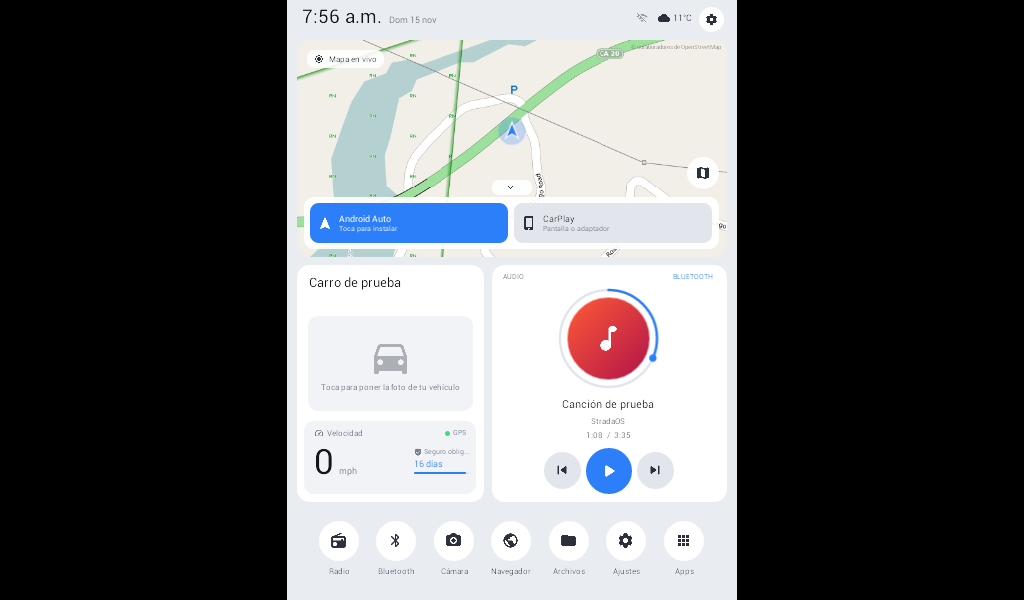 7:56 a.m. Dom 15 nov
11°C
Mapa en vivo
CA 20
P
Android Auto
Toca para instalar
CarPlay
Pantalla o adaptador
Carro de prueba
Toca para poner la foto de tu vehículo
Velocidad
GPS
0 mph
Seguro oblig...
16 días
AUDIO
BLUETOOTH
Canción de prueba
StradaOS
1:08 / 3:35
Radio
Bluetooth
Cámara
Navegador
Archivos
Ajustes
Apps